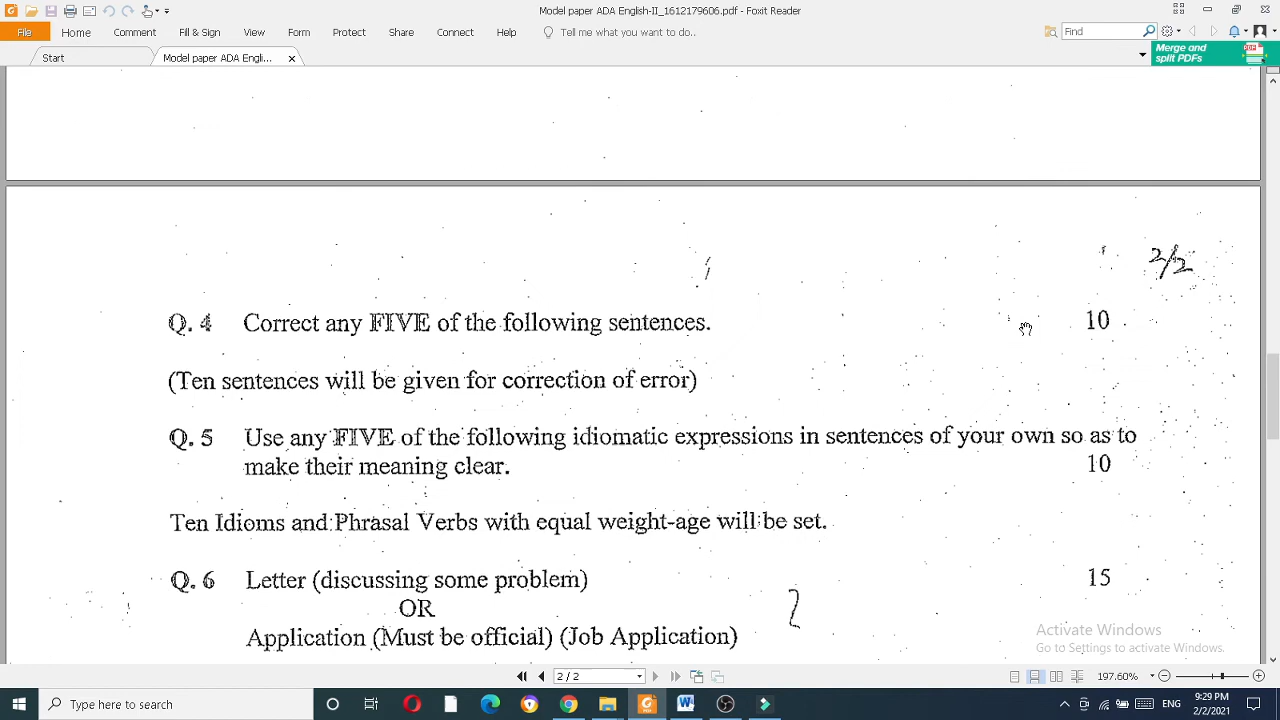 Model paper ADA English-II_1612179606.pdf - Foxit Reader
File Home Comment Fill & Sign View Form Protect Share Connect Help Tell me what you want to do.. Find
Merge and
split PDFs
Start Model paper ADA Engli...
2/2
Q. 4 Correct any FIVE of the following sentences. 10
(Ten sentences will be given for correction of error)
Q. 5 Use any FIVE of the following idiomatic expressions in sentences of your own so as to
make their meaning clear. 10
Ten Idioms and Phrasal Verbs with equal weight-age will be set.
Q. 6 Letter (discussing some problem) 15
OR
Application (Must be official) (Job Application)
Activate Windows
Go to Settings to activate Windows.
2 / 2 197.60%
Type here to search
ENG
9:29 PM
2/2/2021